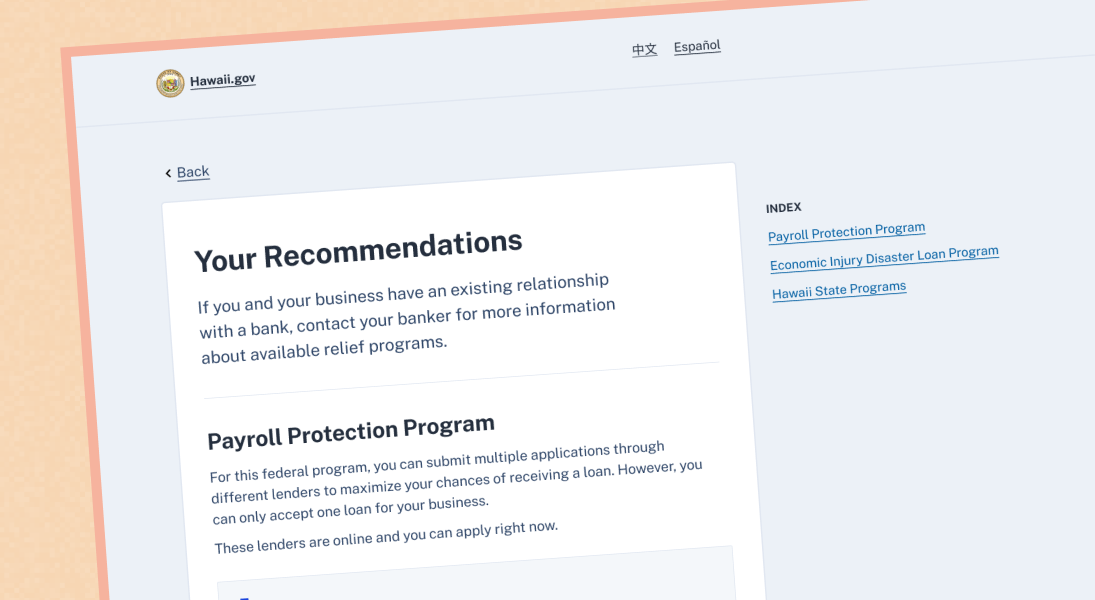 中文 Español
Hawaii.gov
Back
Your Recommendations
If you and your business have an existing relationship
with a bank, contact your banker for more information
about available relief programs.
Payroll Protection Program
For this federal program, you can submit multiple applications through
different lenders to maximize your chances of receiving a loan. However, you
can only accept one loan for your business.
These lenders are online and you can apply right now.
INDEX
Payroll Protection Program
Economic Injury Disaster Loan Program
Hawaii State Programs